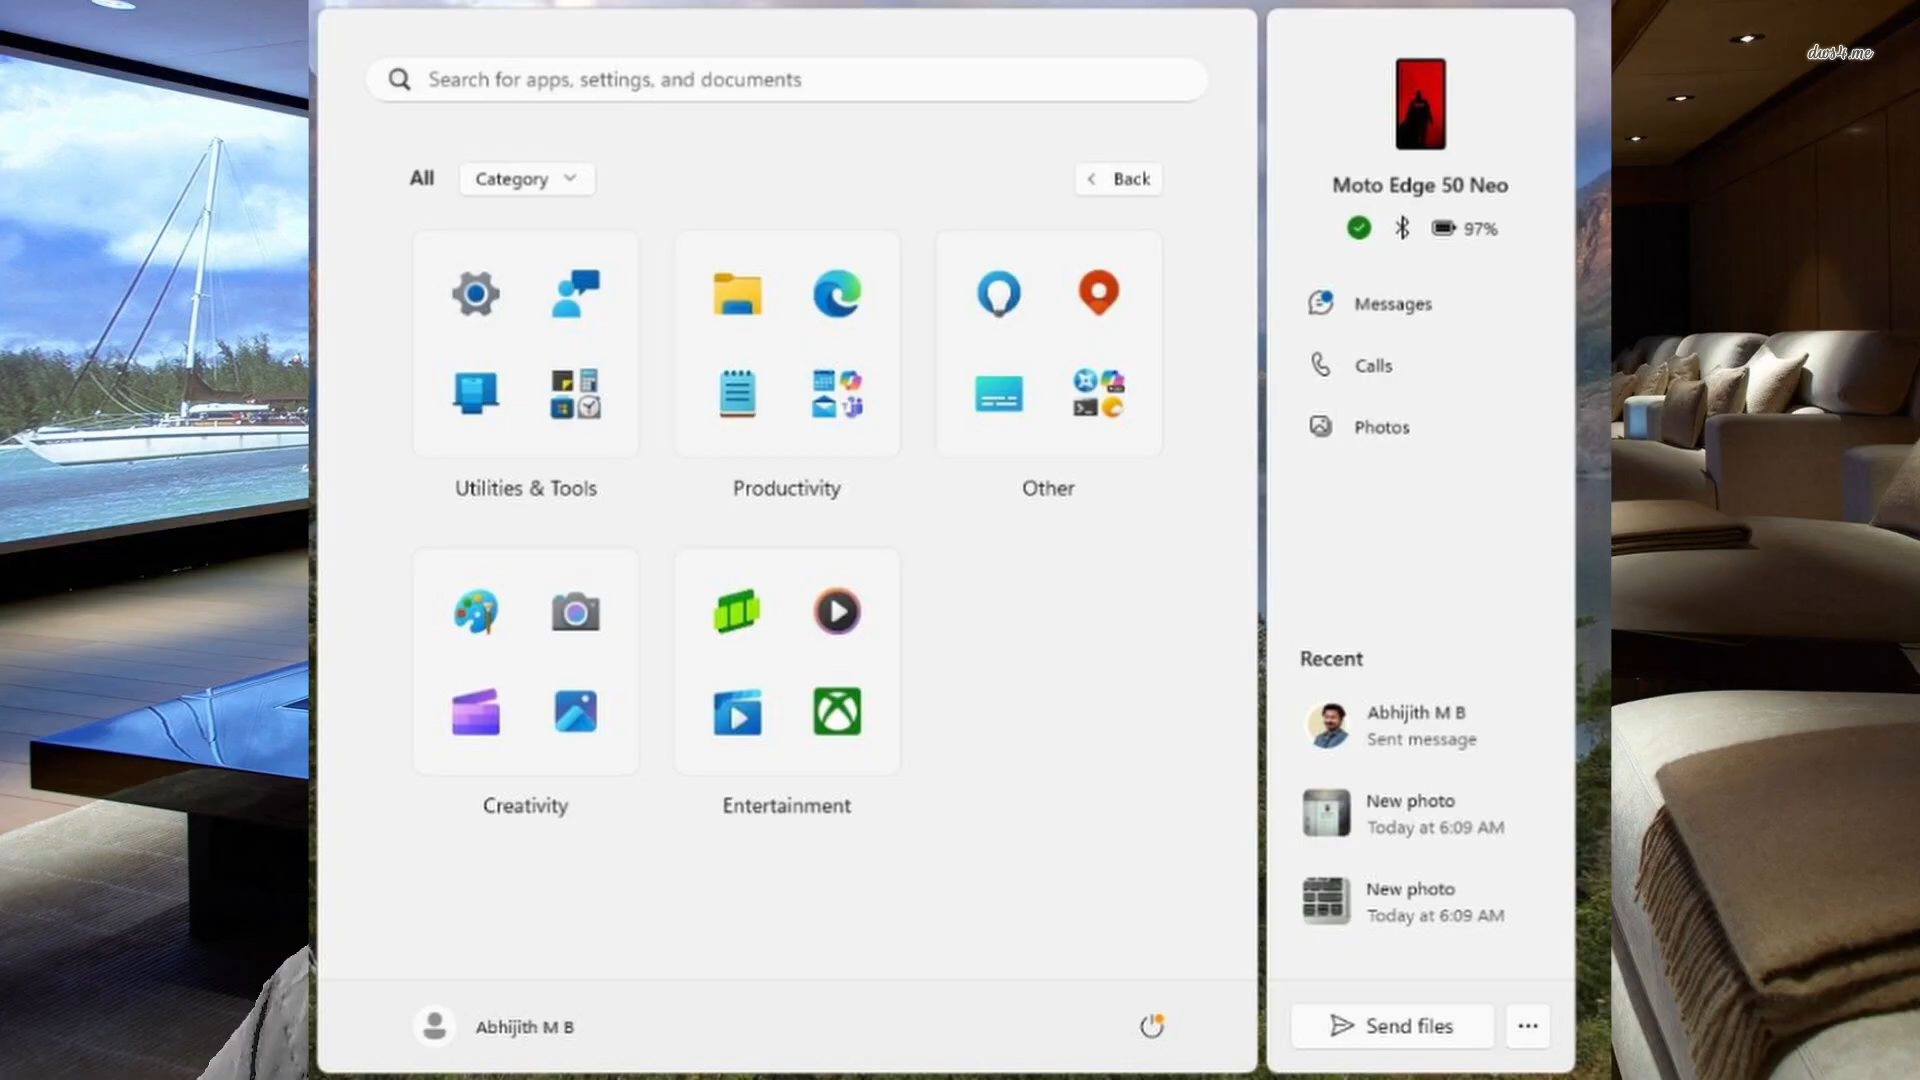 Search for apps, settings, and documents
All
Category
Back
Utilities & Tools
Productivity
Other
Creativity
Entertainment
Abhijith M B
Moto Edge 50 Neo
97%
Messages
Calls
Photos
Recent
Abhijith M B
Sent message
New photo
Today at 6:09 AM
New photo
Today at 6:09 AM
Send files
dws4.me